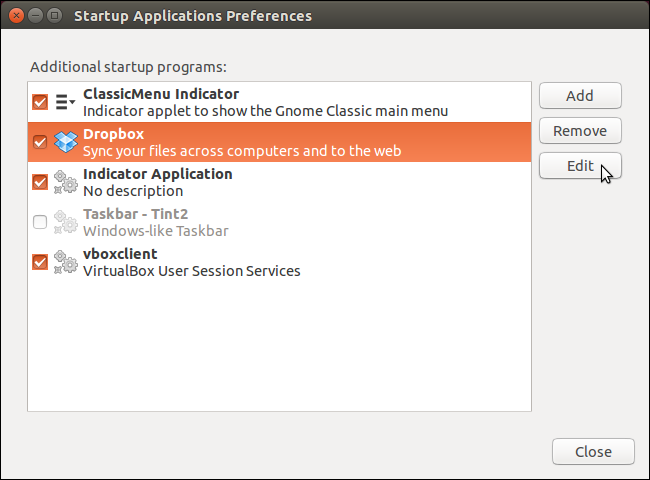 Startup Applications Preferences
Additional startup programs:
ClassicMenu Indicator
Indicator applet to show the Gnome Classic main menu
Dropbox
Sync your files across computers and to the web
Indicator Application
No description
Taskbar - Tint2
Windows-like Taskbar
vboxclient
VirtualBox User Session Services
Add
Remove
Edit
Close